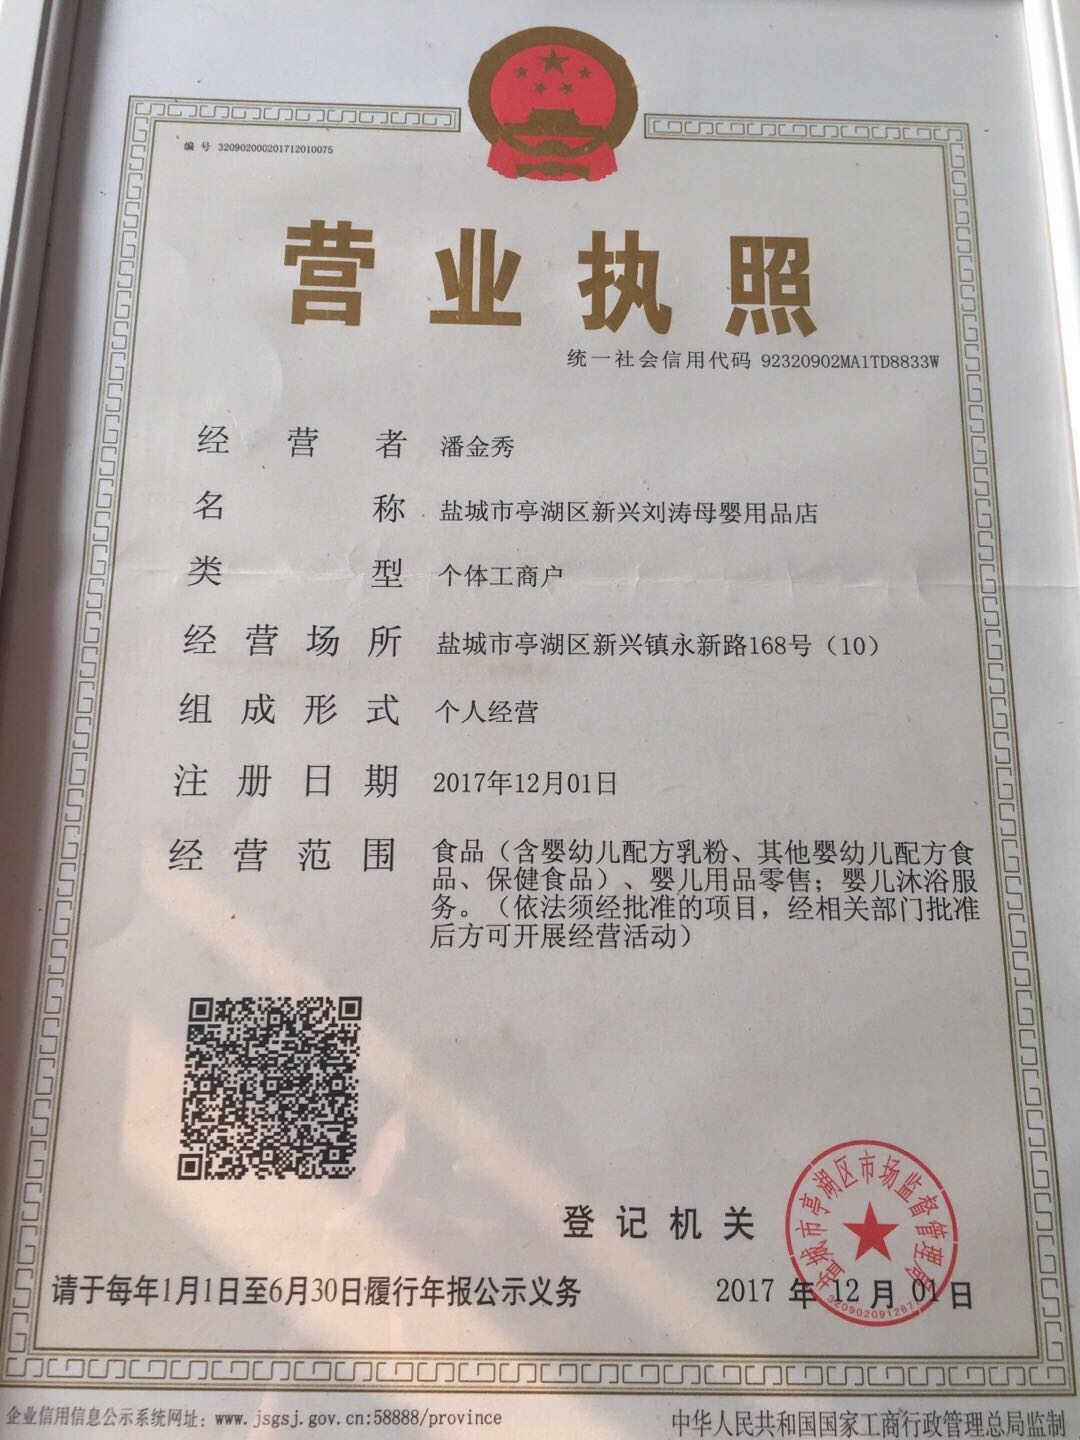 编 号 320902000201712010075
营业执照
统一社会信用代码 92320902MA1TD8833W
经营者 潘金秀
名称 盐城市亭湖区新兴刘涛母婴用品店
类型 个体工商户
经营场所 盐城市亭湖区新兴镇永新路168号（10）
组成形式 个人经营
注册日期 2017年12月01日
经营范围 食品（含婴幼儿配方乳粉、其他婴幼儿配方食
品、保健食品）、婴儿用品零售；婴儿沐浴服
务。（依法须经批准的项目，经相关部门批准
后方可开展经营活动）
盐城市亭湖区市场监督管理局
登记机关
请于每年1月1日至6月30日履行年报公示义务
2017 年 12 月 01 日
企业信用信息公示系统网址：www.jsgsj.gov.cn:58888/province
中华人民共和国国家工商行政管理总局监制